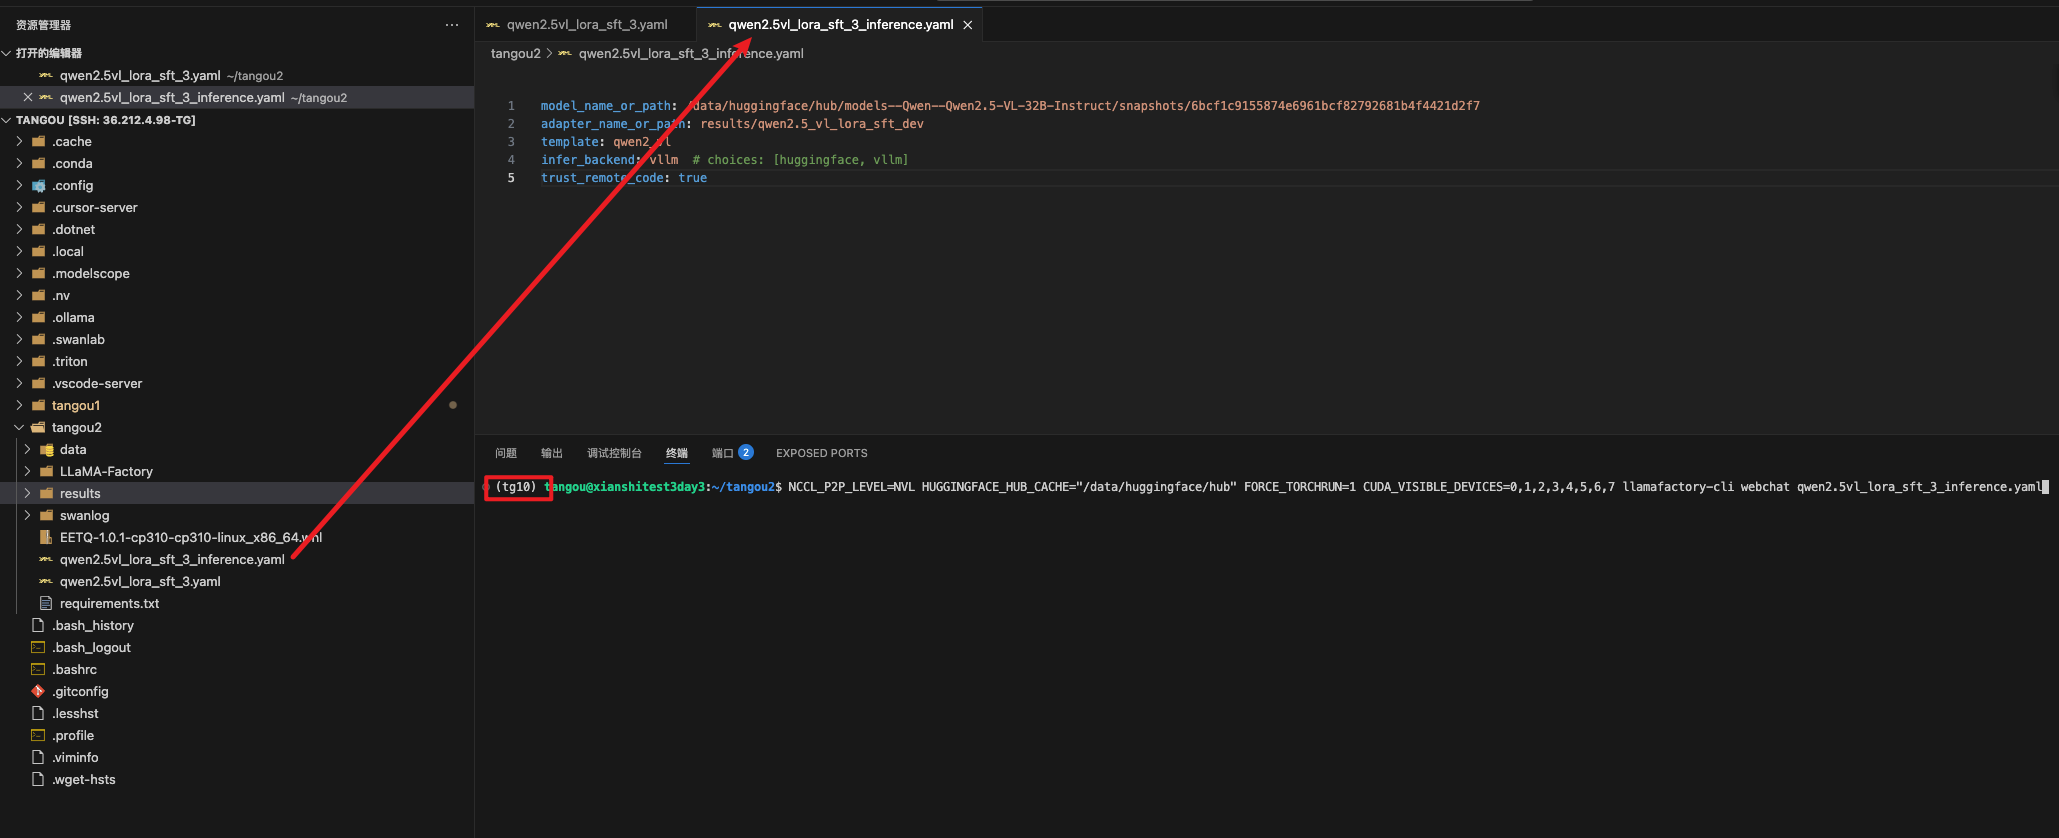 资源管理器
打开的编辑器
qwen2.5vl_lora_sft_3.yaml ~/tangou2
qwen2.5vl_lora_sft_3_inference.yaml ~/tangou2
TANGOU [SSH: 36.212.4.98-TG]
.cache
.conda
.config
.cursor-server
.dotnet
.local
.modelscope
.nv
.ollama
.swanlab
.triton
.vscode-server
tangou1
tangou2
data
LLaMA-Factory
results
swanlog
EETQ-1.0.1-cp310-cp310-linux_x86_64.whl
qwen2.5vl_lora_sft_3_inference.yaml
qwen2.5vl_lora_sft_3.yaml
requirements.txt
.bash_history
.bash_logout
.bashrc
.gitconfig
.lesshst
.profile
.viminfo
.wget-hsts
qwen2.5vl_lora_sft_3.yaml
qwen2.5vl_lora_sft_3_inference.yaml
tangou2 > qwen2.5vl_lora_sft_3_inference.yaml
1 model_name_or_path: /data/huggingface/hub/models--Qwen--Qwen2.5-VL-32B-Instruct/snapshots/6bcf1c9155874e6961bcf82792681b4f4421d2f7
2 adapter_name_or_path: results/qwen2.5_vl_lora_sft_dev
3 template: qwen2_vl
4 infer_backend: vllm # choices: [huggingface, vllm]
5 trust_remote_code: true
问题 输出 调试控制台 终端 端口 2 EXPOSED PORTS
(tg10) tangou@xianshitest3day3:~/tangou2$ NCCL_P2P_LEVEL=NVL HUGGINGFACE_HUB_CACHE="/data/huggingface/hub" FORCE_TORCHRUN=1 CUDA_VISIBLE_DEVICES=0,1,2,3,4,5,6,7 llamafactory-cli webchat qwen2.5vl_lora_sft_3_inference.yaml